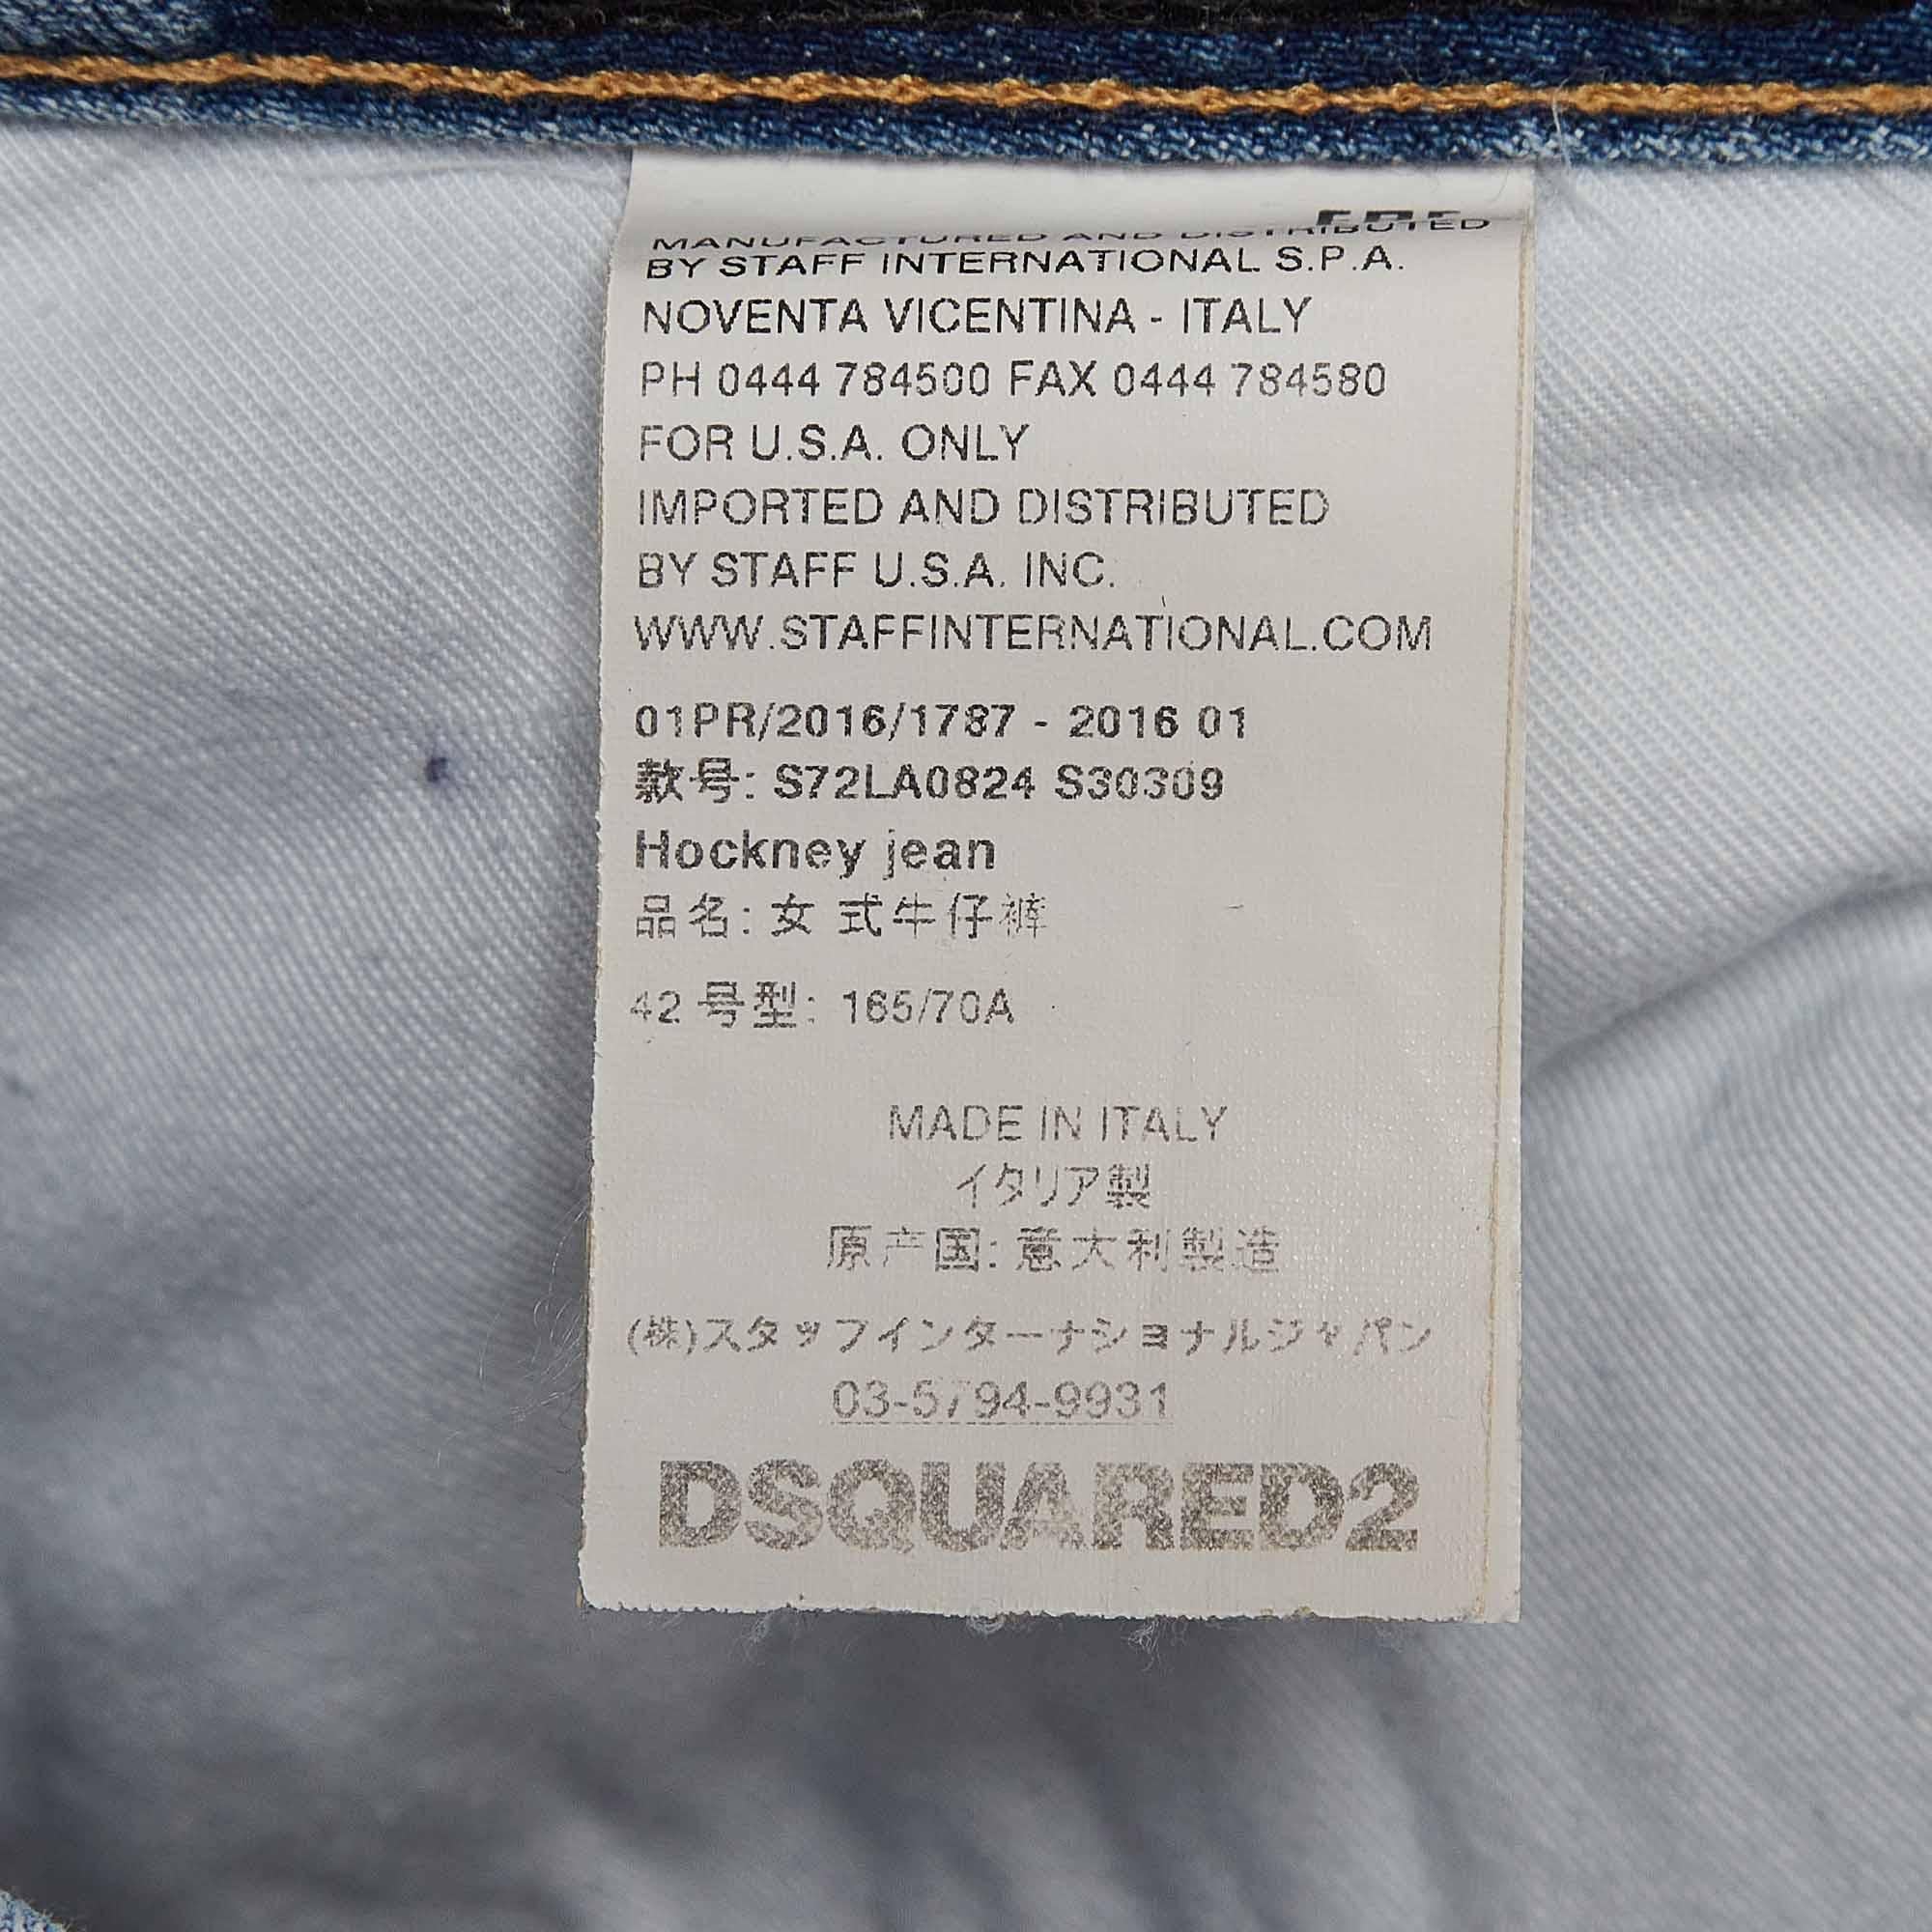 MANUFACTURED AND DISTRIBUTED
BY STAFF INTERNATIONAL S.P.A.
NOVENTA VICENTINA - ITALY
PH 0444 784500 FAX 0444 784580
FOR U.S.A. ONLY
IMPORTED AND DISTRIBUTED
BY STAFF U.S.A. INC.
WWW.STAFFINTERNATIONAL.COM
01PR/2016/1787 - 2016 01
款号: S72LA0824 S30309
Hockney jean
品名: 女 式牛仔裤
42 号型: 165/70A
MADE IN ITALY
イタリア製
原产国: 意大利製造
(株)スタッフインターナショナルジャパン
03-5794-9931
DSQUARED2